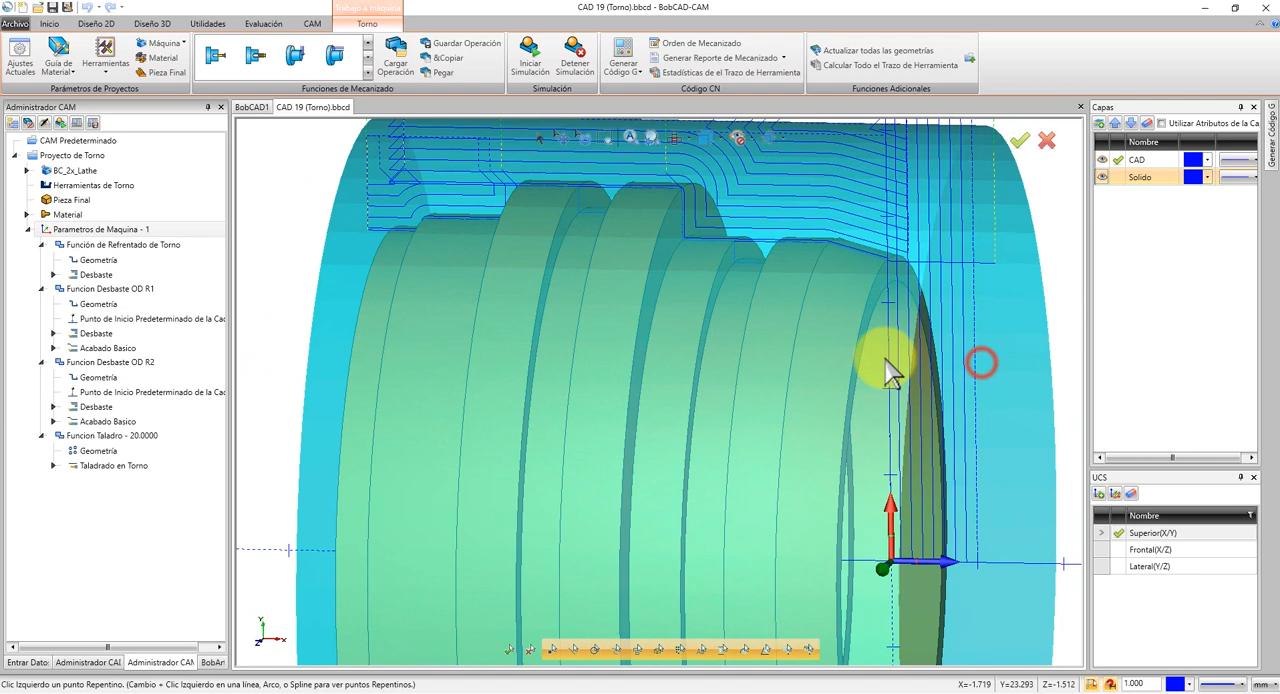 Trabajo a máquina
CAD 19 (Torno).bbcd - BobCAD-CAM
Archivo Inicio Diseño 2D Diseño 3D Utilidades Evaluación CAM Torno
Ajustes Actuales
Guía de Material
Herramientas
Máquina
Material
Pieza Final
Cargar Operación
Guardar Operación
&Copiar
Pegar
Iniciar Simulación
Detener Simulación
Generar Código G
Orden de Mecanizado
Generar Reporte de Mecanizado
Estadísticas de el Trazo de Herramienta
Actualizar todas las geometrías
Calcular Todo el Trazo de Herramienta
Parámetros de Proyectos
Funciones de Mecanizado
Simulación
Código CN
Funciones Adicionales
Administrador CAM
BobCAD1 CAD 19 (Torno).bbcd
CAM Predeterminado
Proyecto de Torno
BC_2x_Lathe
Herramientas de Torno
Pieza Final
Material
Parametros de Maquina - 1
Función de Refrentado de Torno
Geometría
Desbaste
Funcion Desbaste OD R1
Geometría
Punto de Inicio Predeterminado de la Cad
Desbaste
Acabado Basico
Funcion Desbaste OD R2
Geometría
Punto de Inicio Predeterminado de la Cad
Desbaste
Acabado Basico
Funcion Taladro - 20.0000
Geometría
Taladrado en Torno
Entrar Dato: Administrador CAI Administrador CAM BobArt
Y
X
Z
Capas
Utilizar Atributos de la Ca
Nombre
CAD
Solido
UCS
Nombre
Superior(X/Y)
Frontal(X/Z)
Lateral(Y/Z)
Generar Código G
Clic Izquierdo un punto Repentino. (Cambio + Clic Izquierdo en una línea, Arco, o Spline para ver puntos Repentinos.)
X=-1.719 Y=23.293 Z=-1.512 1.000 mm